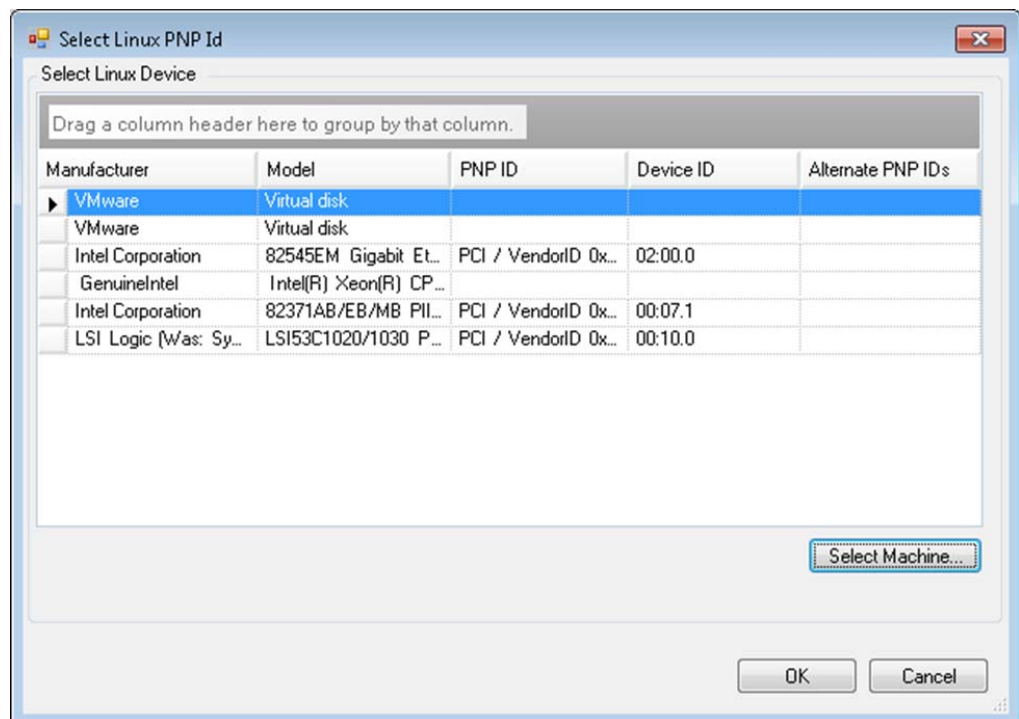 Select Linux PNP Id
Select Linux Device
Drag a column header here to group by that column.
Manufacturer Model PNP ID Device ID Alternate PNP IDs
VMware Virtual disk
VMware Virtual disk
Intel Corporation 82545EM Gigabit Et... PCI / VendorID 0x... 02:00.0
GenuineIntel Intel(R) Xeon(R) CP...
Intel Corporation 82371AB/EB/MB PII... PCI / VendorID 0x... 00:07.1
LSI Logic (Was: Sy... LSI53C1020/1030 P... PCI / VendorID 0x... 00:10.0
Select Machine...
OK Cancel